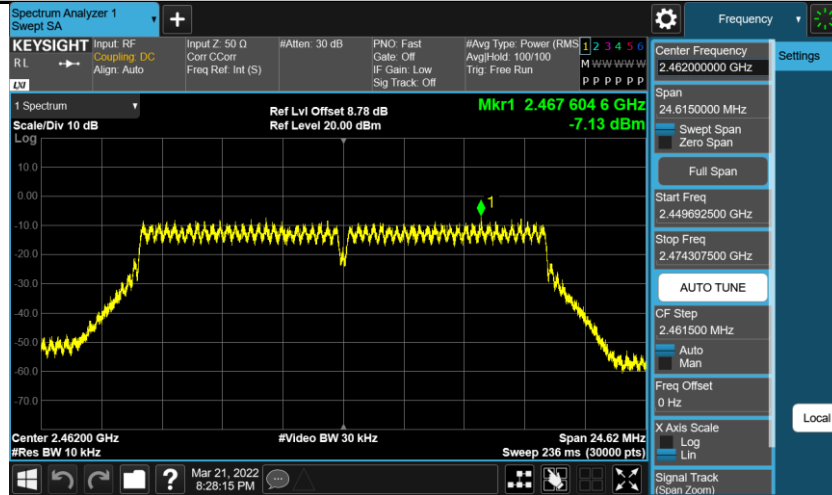 Spectrum Analyzer 1
Swept SA
+
Frequency
KEYSIGHT
RL
LXI
Input: RF
Coupling: DC
Align: Auto
Input Z: 50 Ω
Corr CCorr
Freq Ref: Int (S)
#Atten: 30 dB
PNO: Fast
Gate: Off
IF Gain: Low
Sig Track: Off
#Avg Type: Power (RMS
Avg|Hold: 100/100
Trig: Free Run
1 2 3 4 5 6
M W W W W W
P P P P P P
1 Spectrum
Scale/Div 10 dB
Log
Ref Lvl Offset 8.78 dB
Ref Level 20.00 dBm
Mkr1 2.467 604 6 GHz
-7.13 dBm
1
10.0
0.00
-10.0
-20.0
-30.0
-40.0
-50.0
-60.0
-70.0
Center 2.46200 GHz
#Res BW 10 kHz
#Video BW 30 kHz
Span 24.62 MHz
Sweep 236 ms (30000 pts)
Mar 21, 2022
8:28:15 PM
?
Center Frequency
2.462000000 GHz
Span
24.6150000 MHz
Swept Span
Zero Span
Full Span
Start Freq
2.449692500 GHz
Stop Freq
2.474307500 GHz
AUTO TUNE
CF Step
2.461500 MHz
Auto
Man
Freq Offset
0 Hz
X Axis Scale
Log
Lin
Signal Track
(Span Zoom)
Settings
Local